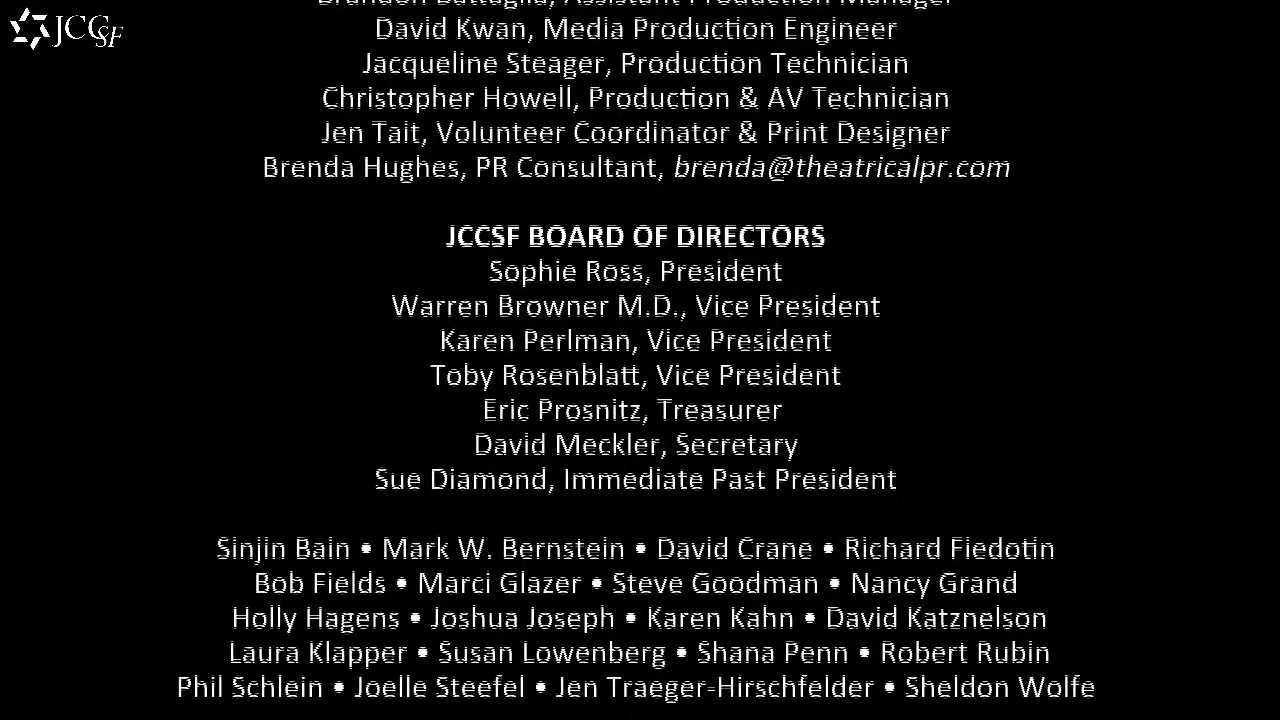 JCCSF
Brandon Battaglia, Assistant Production Manager
David Kwan, Media Production Engineer
Jacqueline Steager, Production Technician
Christopher Howell, Production & AV Technician
Jen Tait, Volunteer Coordinator & Print Designer
Brenda Hughes, PR Consultant, brenda@theatricalpr.com
JCCSF BOARD OF DIRECTORS
Sophie Ross, President
Warren Browner M.D., Vice President
Karen Perlman, Vice President
Toby Rosenblatt, Vice President
Eric Prosnitz, Treasurer
David Meckler, Secretary
Sue Diamond, Immediate Past President
Sinjin Bain • Mark W. Bernstein • David Crane • Richard Fiedotin
Bob Fields • Marci Glazer • Steve Goodman • Nancy Grand
Holly Hagens • Joshua Joseph • Karen Kahn • David Katznelson
Laura Klapper • Susan Lowenberg • Shana Penn • Robert Rubin
Phil Schlein • Joelle Steefel • Jen Traeger-Hirschfelder • Sheldon Wolfe